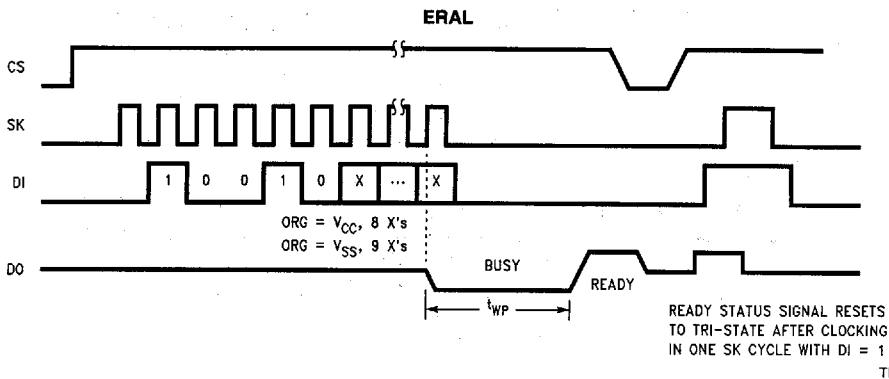 ERAL
CS
SK
DI
1 0 0 1 0 X ... X
ORG = VCC, 8 X's
ORG = VSS, 9 X's
DO
BUSY
READY
tWP
READY STATUS SIGNAL RESETS
TO TRI-STATE AFTER CLOCKING
IN ONE SK CYCLE WITH DI = 1